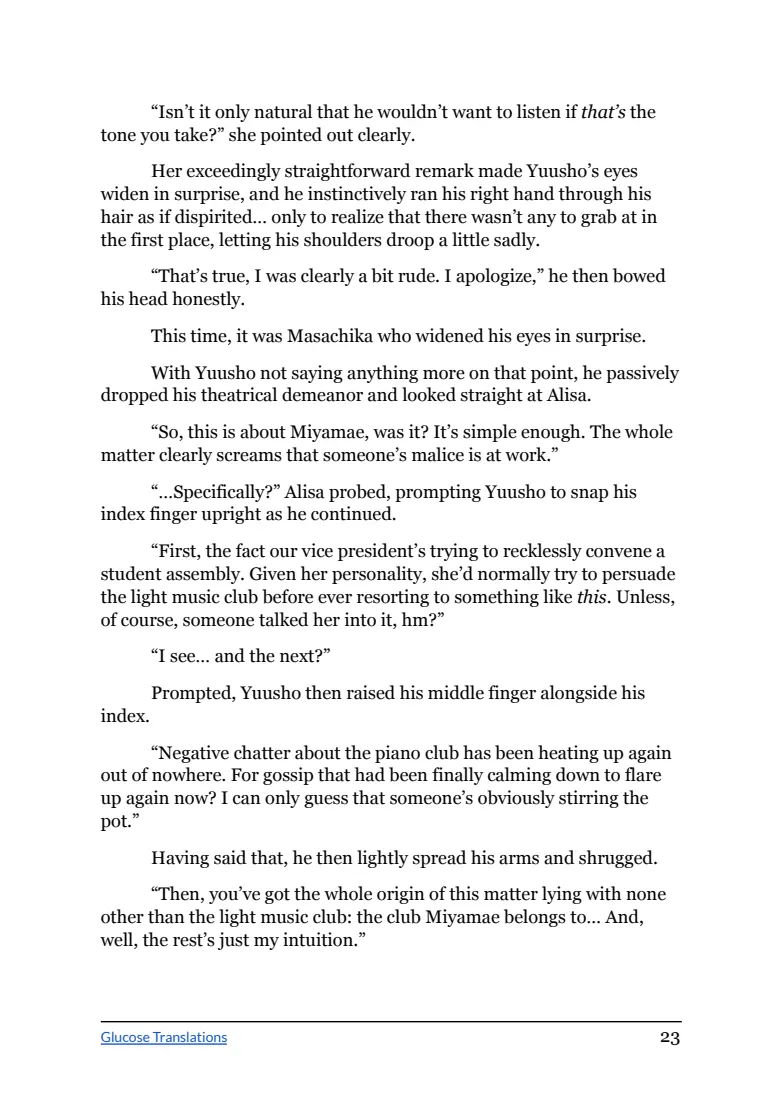 “Isn’t it only natural that he wouldn’t want to listen if that’s the
tone you take?” she pointed out clearly.
Her exceedingly straightforward remark made Yuusho’s eyes
widen in surprise, and he instinctively ran his right hand through his
hair as if dispirited… only to realize that there wasn’t any to grab at in
the first place, letting his shoulders droop a little sadly.
“That’s true, I was clearly a bit rude. I apologize,” he then bowed
his head honestly.
This time, it was Masachika who widened his eyes in surprise.
With Yuusho not saying anything more on that point, he passively
dropped his theatrical demeanor and looked straight at Alisa.
“So, this is about Miyamae, was it? It’s simple enough. The whole
matter clearly screams that someone’s malice is at work.”
“…Specifically?” Alisa probed, prompting Yuusho to snap his
index finger upright as he continued.
“First, the fact our vice president’s trying to recklessly convene a
student assembly. Given her personality, she’d normally try to persuade
the light music club before ever resorting to something like this. Unless,
of course, someone talked her into it, hm?”
“I see… and the next?”
Prompted, Yuusho then raised his middle finger alongside his
index.
“Negative chatter about the piano club has been heating up again
out of nowhere. For gossip that had been finally calming down to flare
up again now? I can only guess that someone’s obviously stirring the
pot.”
Having said that, he then lightly spread his arms and shrugged.
“Then, you’ve got the whole origin of this matter lying with none
other than the light music club: the club Miyamae belongs to… And,
well, the rest’s just my intuition.”
Glucose Translations 23